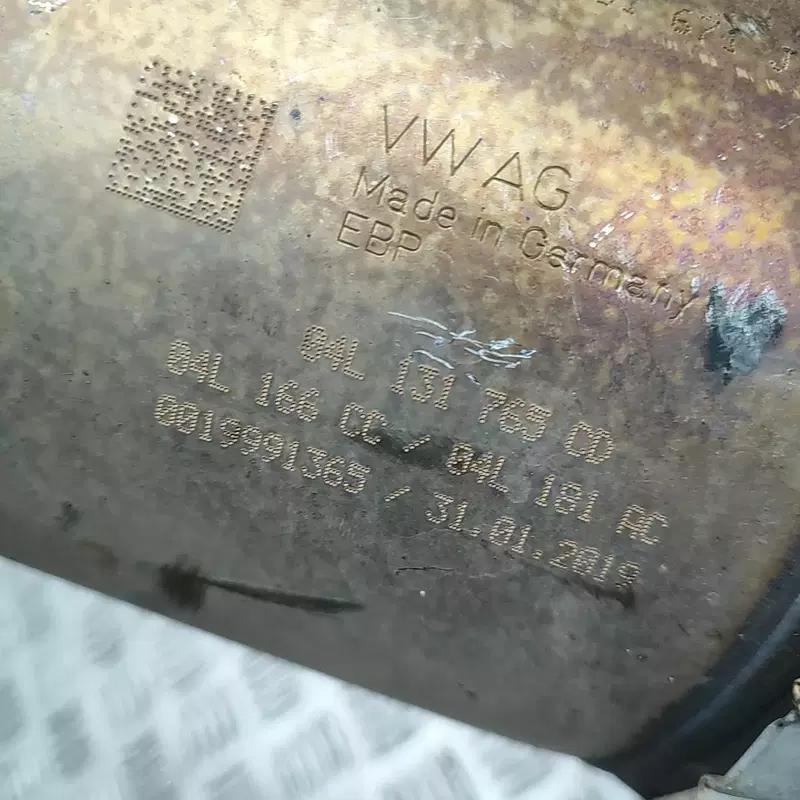 671 J
VW AG
Made in Germany
EBP
04L 131 765 CD
04L 166 CC / 04L 181 AC
0019991365 / 31.01.2019